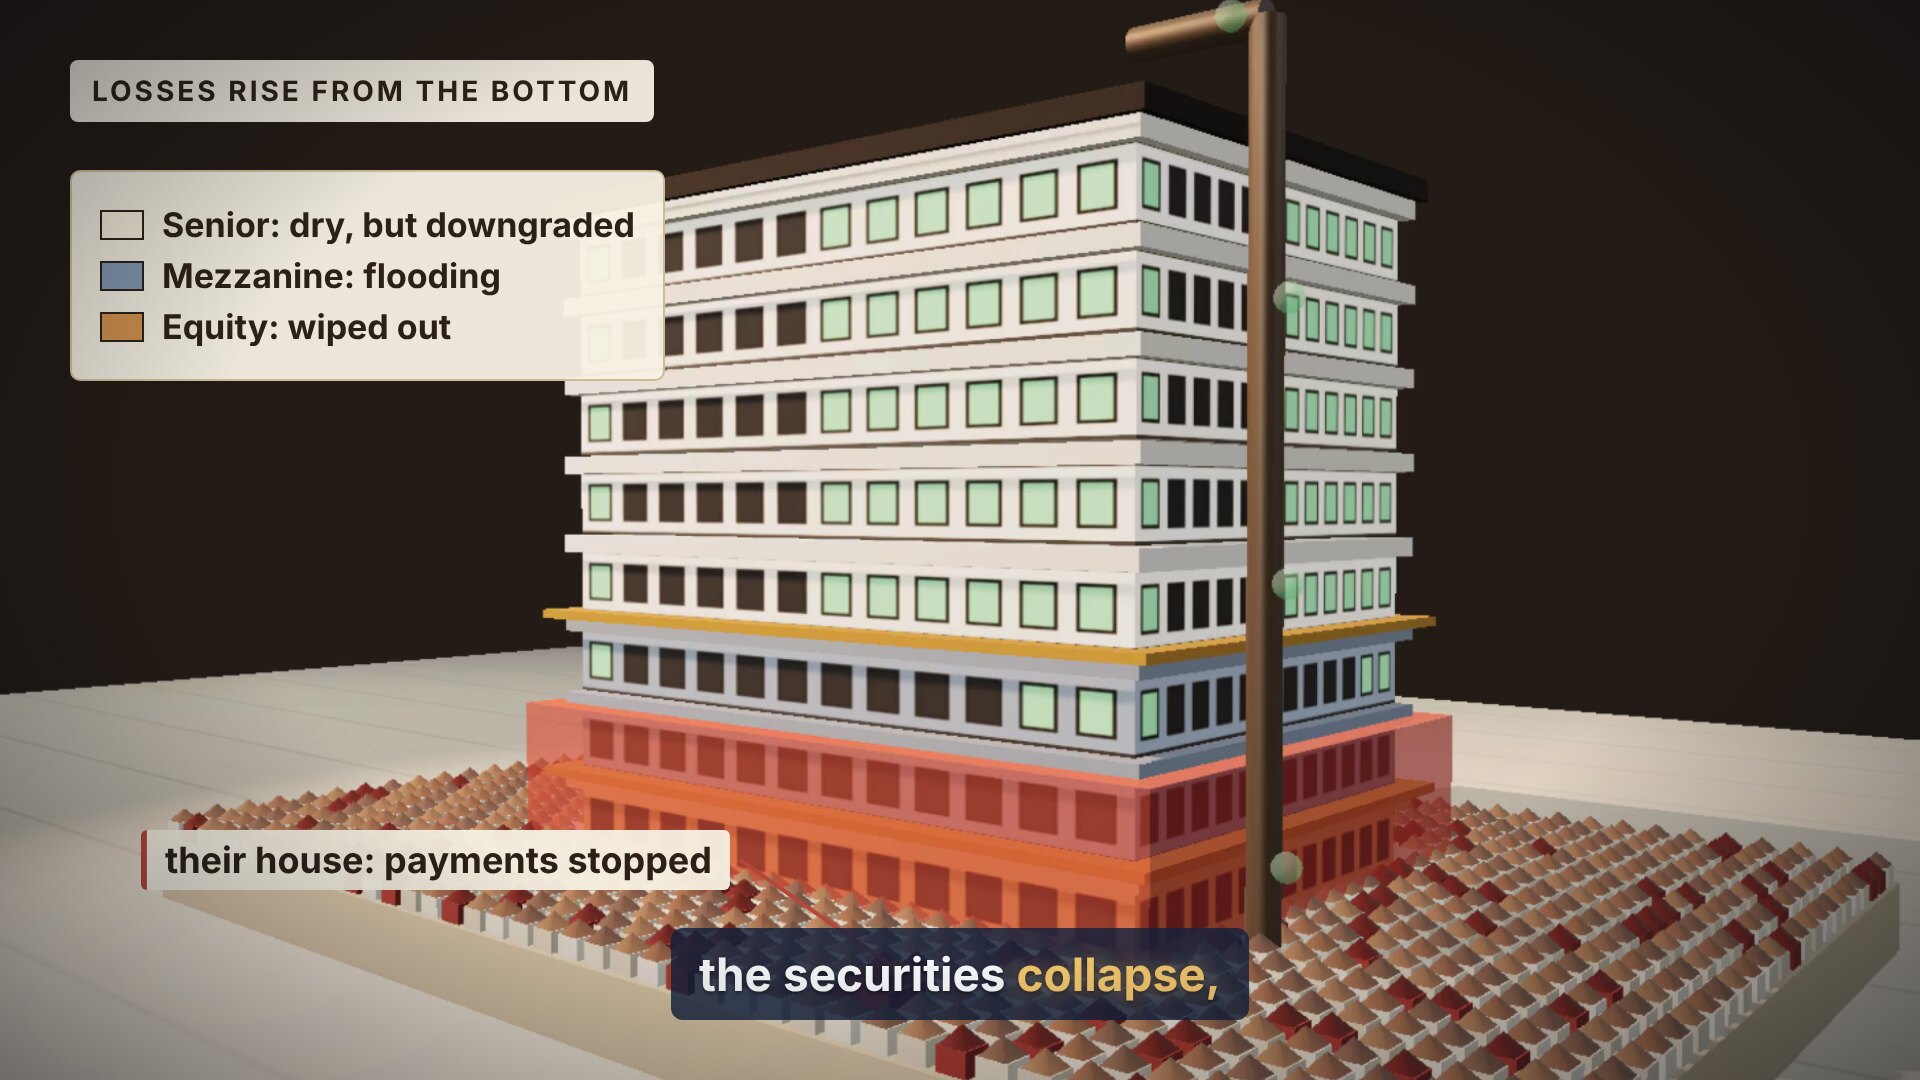 LOSSES RISE FROM THE BOTTOM
Senior: dry, but downgraded
Mezzanine: flooding
Equity: wiped out
their house: payments stopped
the securities collapse,